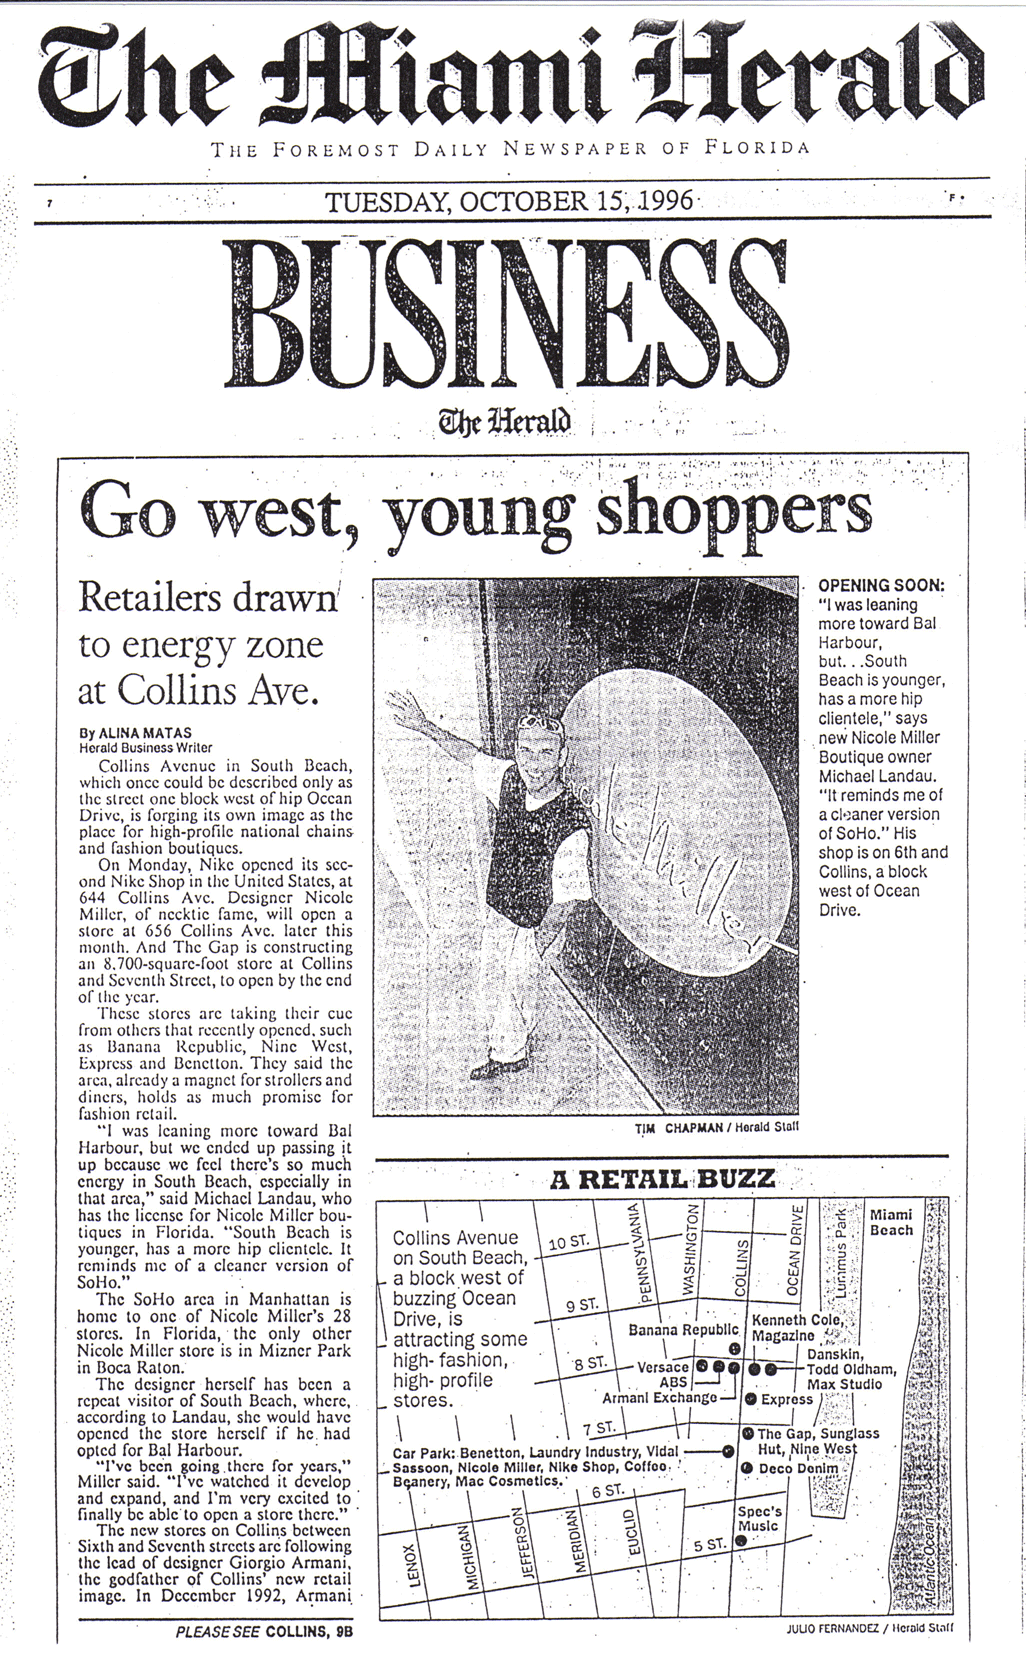 The Miami Herald
THE FOREMOST DAILY NEWSPAPER OF FLORIDA
7
TUESDAY, OCTOBER 15, 1996
F
BUSINESS
The Herald
Go west, young shoppers
Retailers drawn
to energy zone
at Collins Ave.
By ALINA MATAS
Herald Business Writer
Collins Avenue in South Beach,
which once could be described only as
the street one block west of hip Ocean
Drive, is forging its own image as the
place for high-profile national chains
and fashion boutiques.
On Monday, Nike opened its sec-
ond Nike Shop in the United States, at
644 Collins Ave. Designer Nicole
Miller, of necktie fame, will open a
store at 656 Collins Ave. later this
month. And The Gap is constructing
an 8,700-square-foot store at Collins
and Seventh Street, to open by the end
of the year.
These stores are taking their cue
from others that recently opened, such
as Banana Republic, Nine West,
Express and Benetton. They said the
area, already a magnet for strollers and
diners, holds as much promise for
fashion retail.
"I was leaning more toward Bal
Harbour, but we ended up passing it
up because we feel there's so much
energy in South Beach, especially in
that area," said Michael Landau, who
has the license for Nicole Miller bou-
tiques in Florida. "South Beach is
younger, has a more hip clientele. It
reminds me of a cleaner version of
SoHo."
The SoHo area in Manhattan is
home to one of Nicole Miller's 28
stores. In Florida, the only other
Nicole Miller store is in Mizner Park
in Boca Raton.
The designer herself has been a
repeat visitor of South Beach, where,
according to Landau, she would have
opened the store herself if he had
opted for Bal Harbour.
"I've been going there for years,"
Miller said. "I've watched it develop
and expand, and I'm very excited to
finally be able to open a store there."
The new stores on Collins between
Sixth and Seventh streets are following
the lead of designer Giorgio Armani,
the godfather of Collins' new retail
image. In December 1992, Armani
PLEASE SEE COLLINS, 9B
OPENING SOON:
"I was leaning
more toward Bal
Harbour,
but. . .South
Beach is younger,
has a more hip
clientele," says
new Nicole Miller
Boutique owner
Michael Landau.
"It reminds me of
a cleaner version
of SoHo." His
shop is on 6th and
Collins, a block
west of Ocean
Drive.
cole Miller
TIM CHAPMAN / Herald Staff
A RETAIL BUZZ
Collins Avenue
on South Beach,
a block west of
buzzing Ocean
Drive, is
attracting some
high- fashion,
high- profile
stores.
10 ST.
9 ST.
8 ST.
7 ST.
6 ST.
5 ST.
PENNSYLVANIA
WASHINGTON
COLLINS
OCEAN DRIVE
Lummus Park
Miami
Beach
Banana Republic
Kenneth Cole,
Magazine
Versace
ABS
Armani Exchange
Danskin,
Todd Oldham,
Max Studio
Express
The Gap, Sunglass
Hut, Nine West
Deco Denim
Car Park: Benetton, Laundry Industry, Vidal
Sassoon, Nicole Miller, Nike Shop, Coffee
Beanery, Mac Cosmetics.
Spec's
Music
LENOX
MICHIGAN
JEFFERSON
MERIDIAN
EUCLID
Atlantic Ocean
JULIO FERNANDEZ / Herald Staff